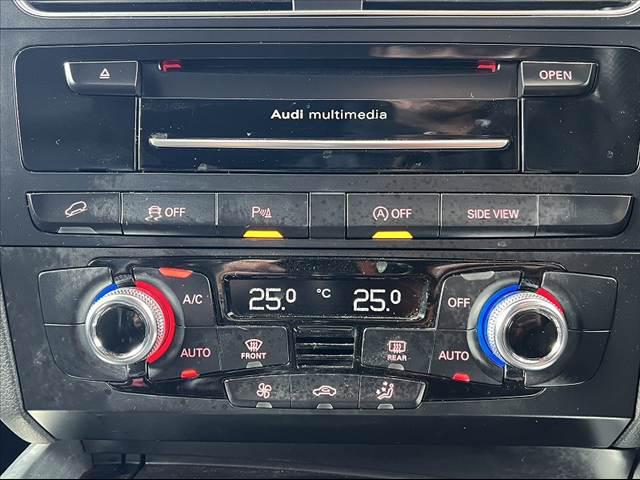 OPEN
Audi multimedia
OFF
P
A OFF
SIDE VIEW
A/C
25.0 °C 25.0
OFF
AUTO
FRONT
REAR
AUTO